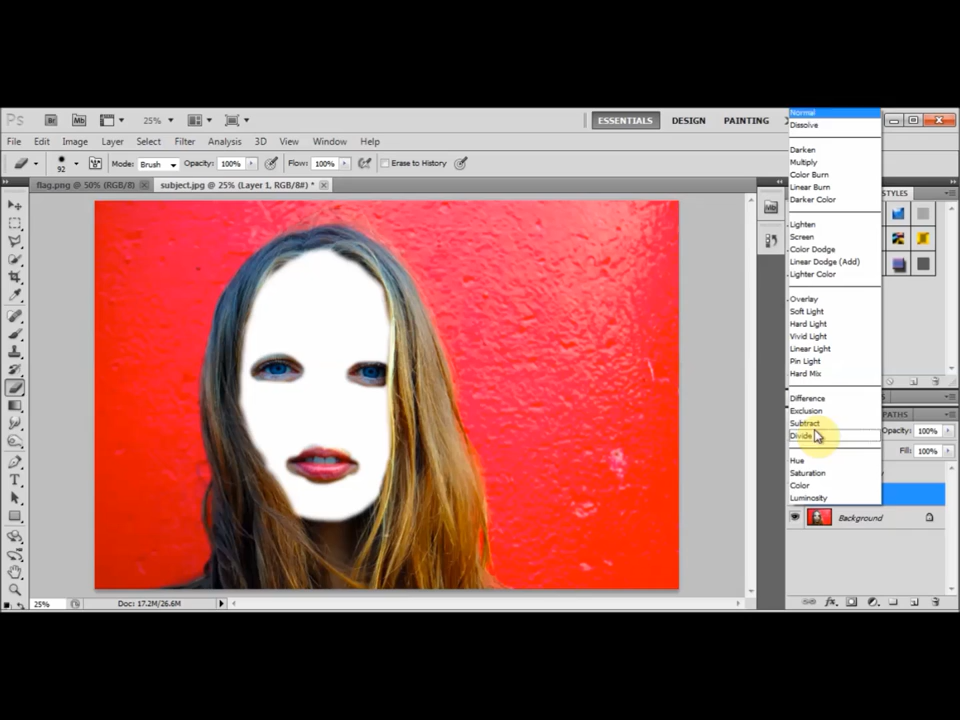 Ps Br Mb 25% ESSENTIALS DESIGN PAINTING
File Edit Image Layer Select Filter Analysis 3D View Window Help
92 Mode: Brush Opacity: 100% Flow: 100% Erase to History
flag.png @ 50% (RGB/8) subject.jpg @ 25% (Layer 1, RGB/8#) *
STYLES
Mb
Normal
Dissolve
Darken
Multiply
Color Burn
Linear Burn
Darker Color
Lighten
Screen
Color Dodge
Linear Dodge (Add)
Lighter Color
Overlay
Soft Light
Hard Light
Vivid Light
Linear Light
Pin Light
Hard Mix
Difference
Exclusion
Subtract
Divide
Hue
Saturation
Color
Luminosity
PATHS
Opacity: 100%
Fill: 100%
Background
25% Doc: 17.2M/26.6M
fx